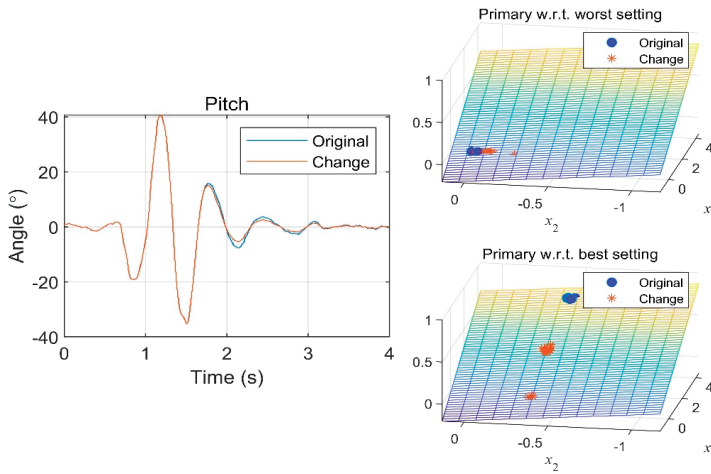 Pitch
Angle (°)
40
20
0
-20
-40
0 1 2 3 4
Time (s)
Original
Change
Primary w.r.t. worst setting
Original
Change
1
0.5
0
0 -0.5 -1
x2
0
2
4
x
Primary w.r.t. best setting
Original
Change
1
0.5
0
0 -0.5 -1
x2
0
2
4
x